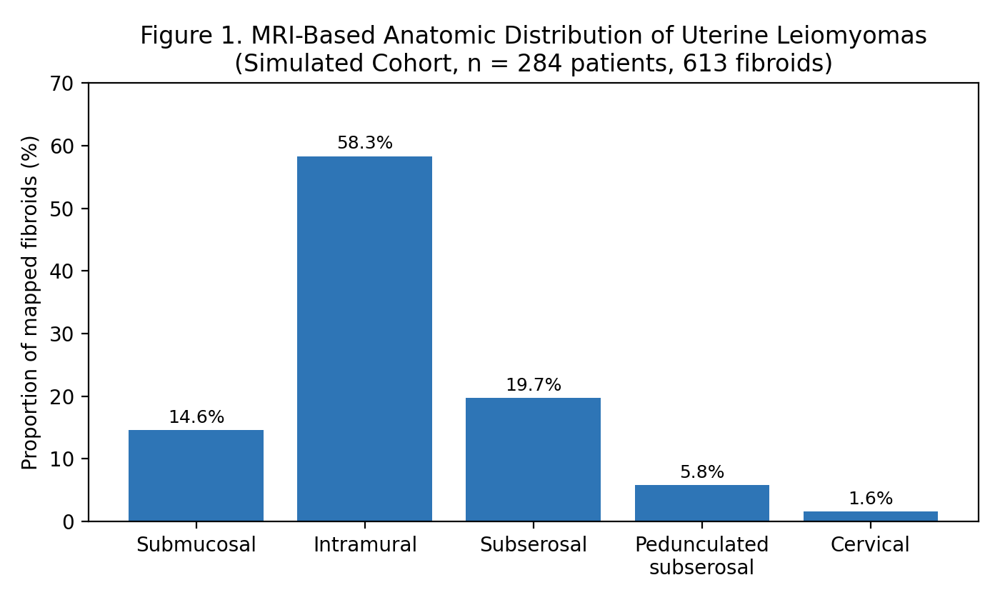 Figure 1. MRI-Based Anatomic Distribution of Uterine Leiomyomas
(Simulated Cohort, n = 284 patients, 613 fibroids)
Proportion of mapped fibroids (%)
70
60
50
40
30
20
10
0
14.6%
58.3%
19.7%
5.8%
1.6%
Submucosal
Intramural
Subserosal
Pedunculated
subserosal
Cervical